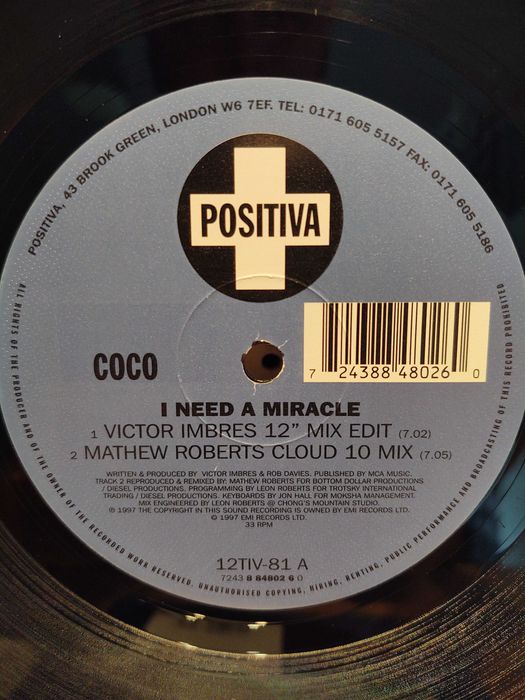 POSITIVA, 43 BROOK GREEN, LONDON W6 7EF. TEL: 0171 605 5157 FAX: 0171 605 5186
POSITIVA
7 24388 48026 0
COCO
I NEED A MIRACLE
1 VICTOR IMBRES 12" MIX EDIT (7.02)
2 MATHEW ROBERTS CLOUD 10 MIX (7.05)
WRITTEN & PRODUCED BY VICTOR IMBRES & ROB DAVIES. PUBLISHED BY MCA MUSIC.
TRACK 2 REPRODUCED & REMIXED BY: MATHEW ROBERTS FOR BOTTOM DOLLAR PRODUCTIONS
/ DIESEL PRODUCTIONS. PROGRAMMING BY LEON ROBERTS FOR TROTSKY INTERNATIONAL
TRADING / DIESEL PRODUCTIONS. KEYBOARDS BY JON HALL FOR MOKSHA MANAGEMENT.
MIX ENGINEERED BY LEON ROBERTS @ CHONG'S MOUNTAIN STUDIO.
℗ 1997 THE COPYRIGHT IN THIS SOUND RECORDING IS OWNED BY EMI RECORDS LTD.
© 1997 EMI RECORDS LTD.
33 RPM
12TIV-81 A
7243 8 84802 6 0
ALL RIGHTS OF THE PRODUCER AND OF THE OWNER OF THE RECORDED WORK RESERVED. UNAUTHORISED COPYING, HIRING, RENTING, PUBLIC PERFORMANCE AND BROADCASTING OF THIS RECORD PROHIBITED